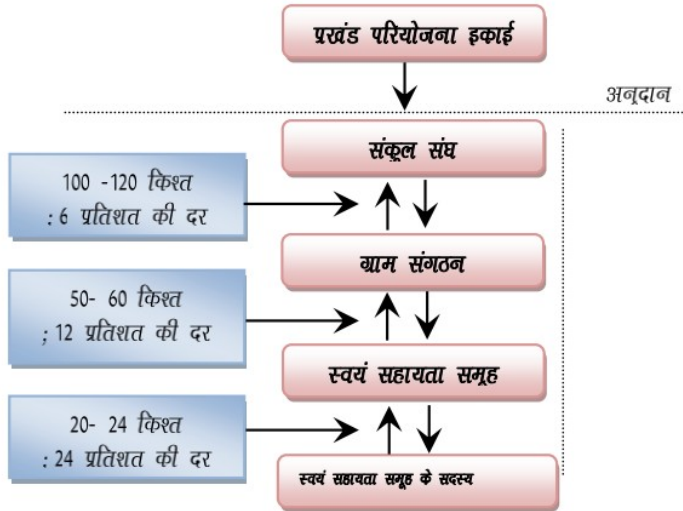 प्रखंड परियोजना इकाई
अनुदान
संकुल संघ
100 -120 किश्त
: 6 प्रतिशत की दर
ग्राम संगठन
50- 60 किश्त
; 12 प्रतिशत की दर
स्वयं सहायता समूह
20- 24 किश्त
: 24 प्रतिशत की दर
स्वयं सहायता समूह के सदस्य